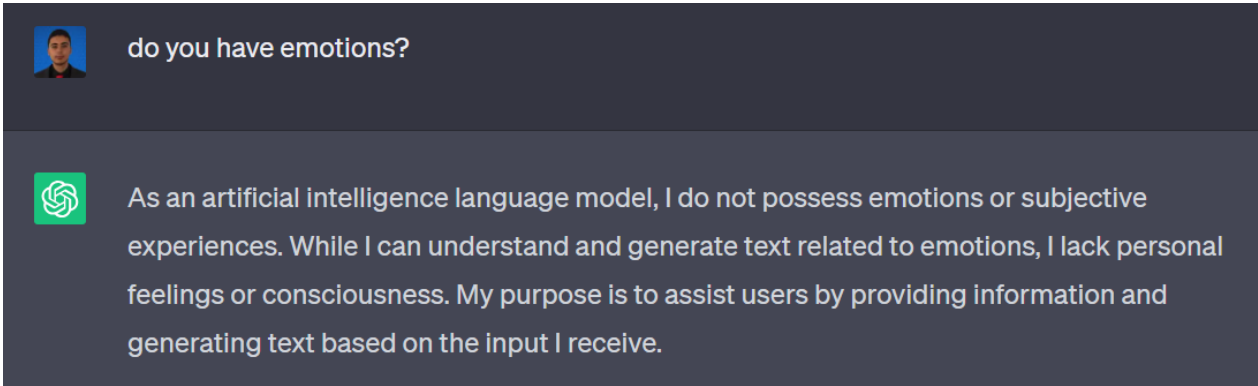 do you have emotions?
As an artificial intelligence language model, I do not possess emotions or subjective
experiences. While I can understand and generate text related to emotions, I lack personal
feelings or consciousness. My purpose is to assist users by providing information and
generating text based on the input I receive.